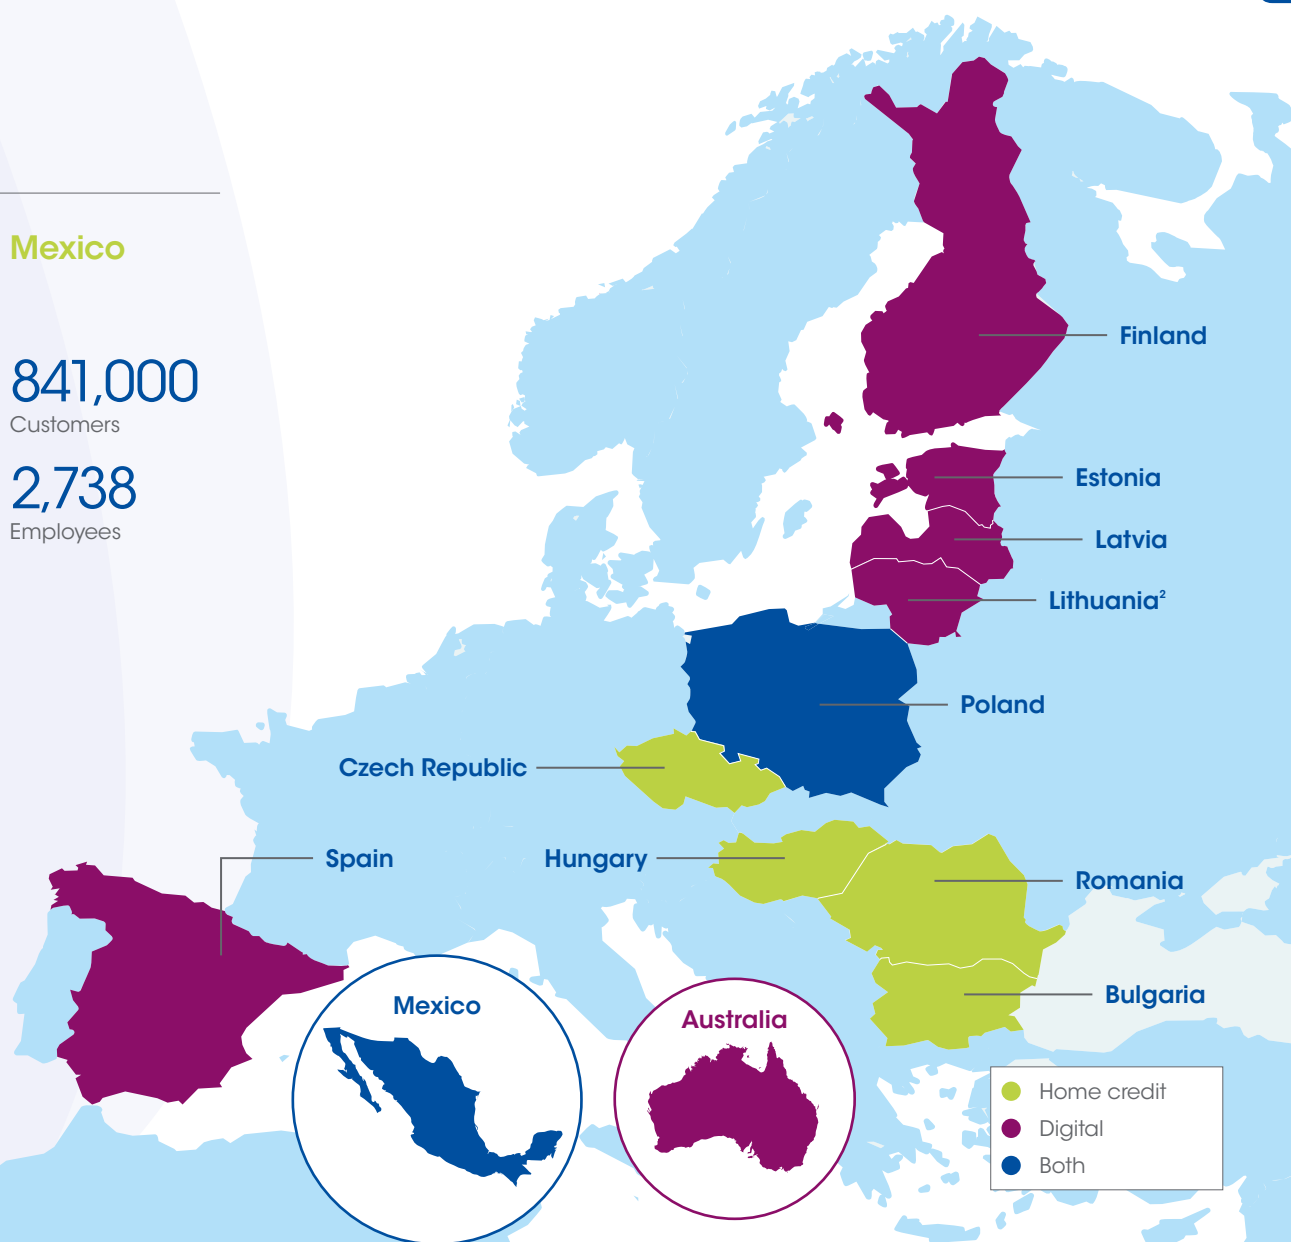 Mexico
841,000
Customers
2,738
Employees
Finland
Estonia
Latvia
Lithuania²
Poland
Czech Republic
Spain
Hungary
Romania
Bulgaria
Mexico
Australia
Home credit
Digital
Both